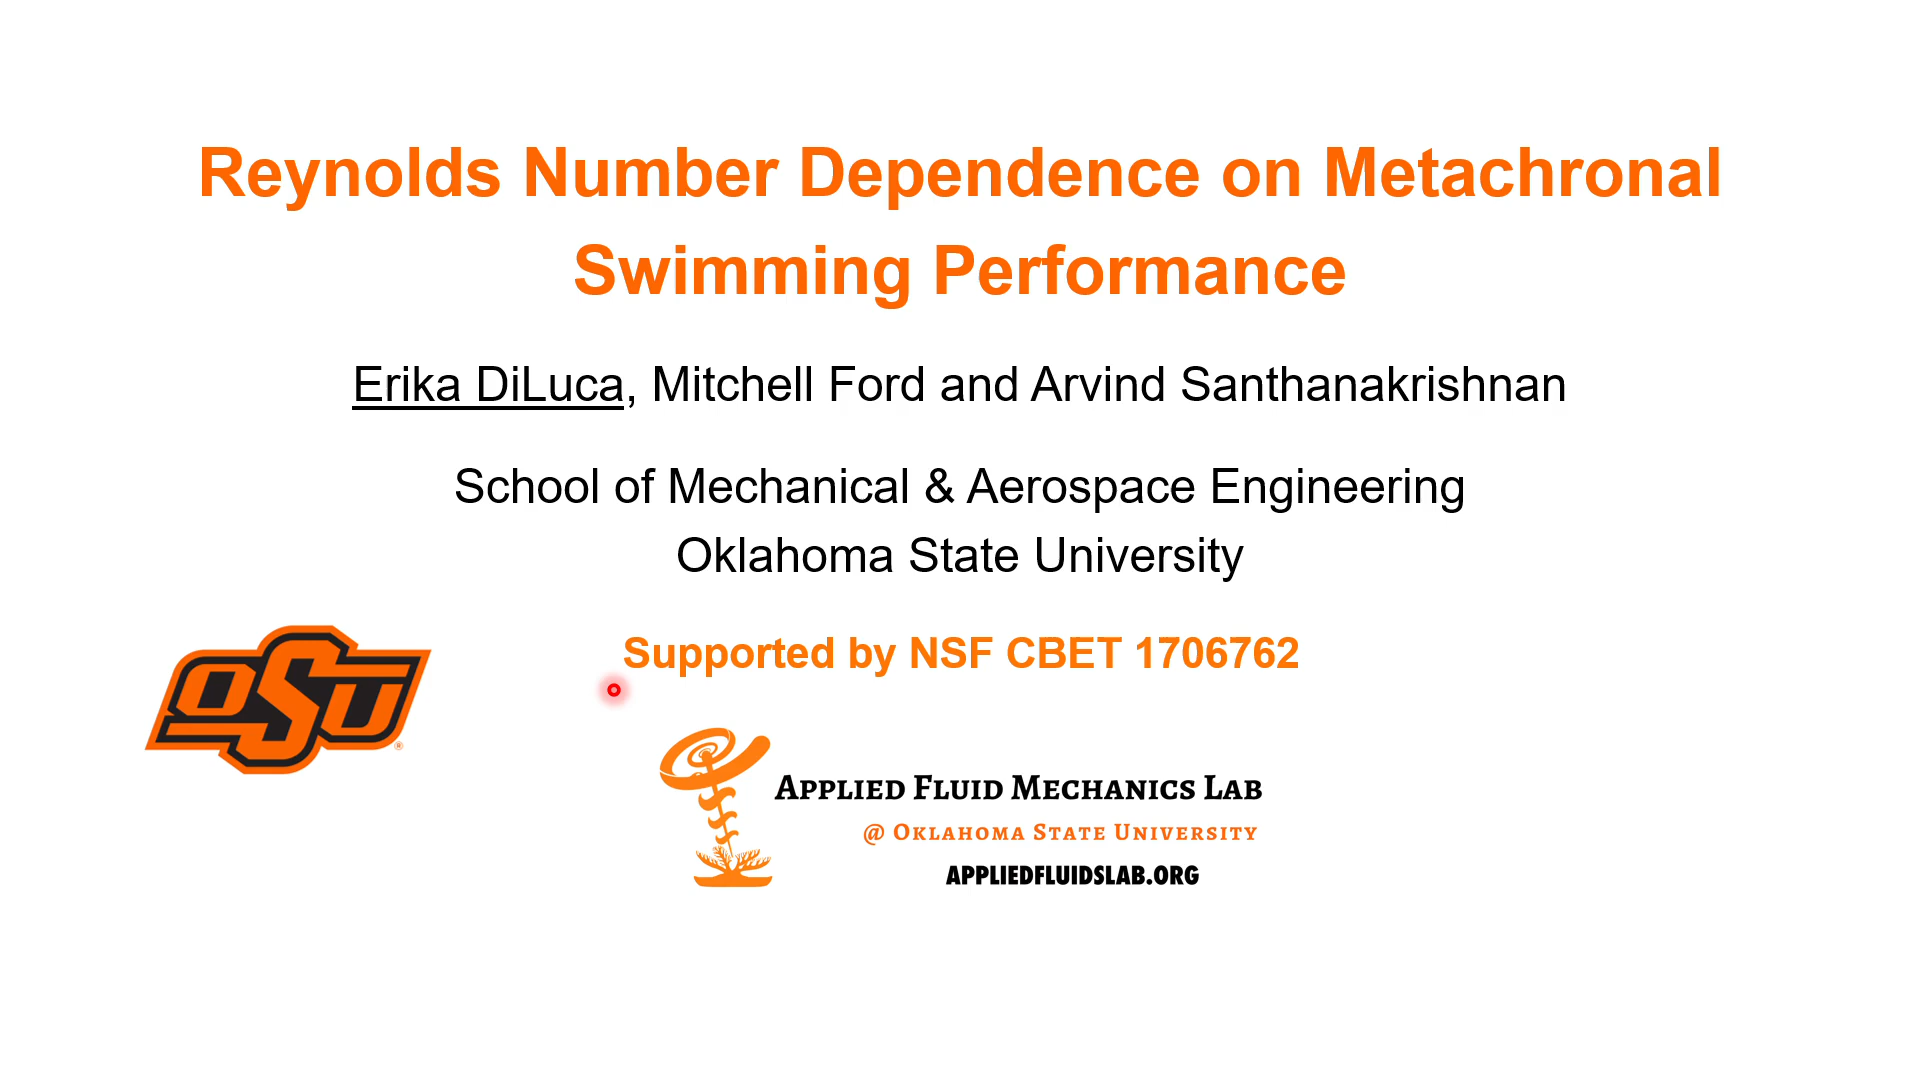 Reynolds Number Dependence on Metachronal
Swimming Performance
Erika DiLuca, Mitchell Ford and Arvind Santhanakrishnan
School of Mechanical & Aerospace Engineering
Oklahoma State University
Supported by NSF CBET 1706762
OSU®
Applied Fluid Mechanics Lab
@ Oklahoma State University
APPLIEDFLUIDSLAB.ORG